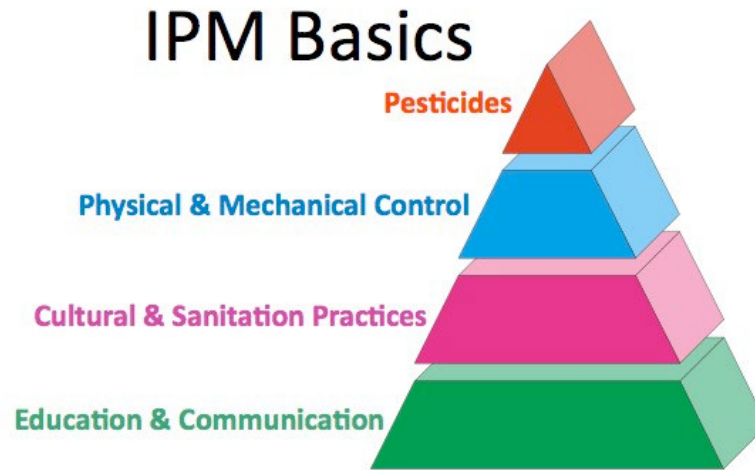 IPM Basics
Pesticides
Physical & Mechanical Control
Cultural & Sanitation Practices
Education & Communication